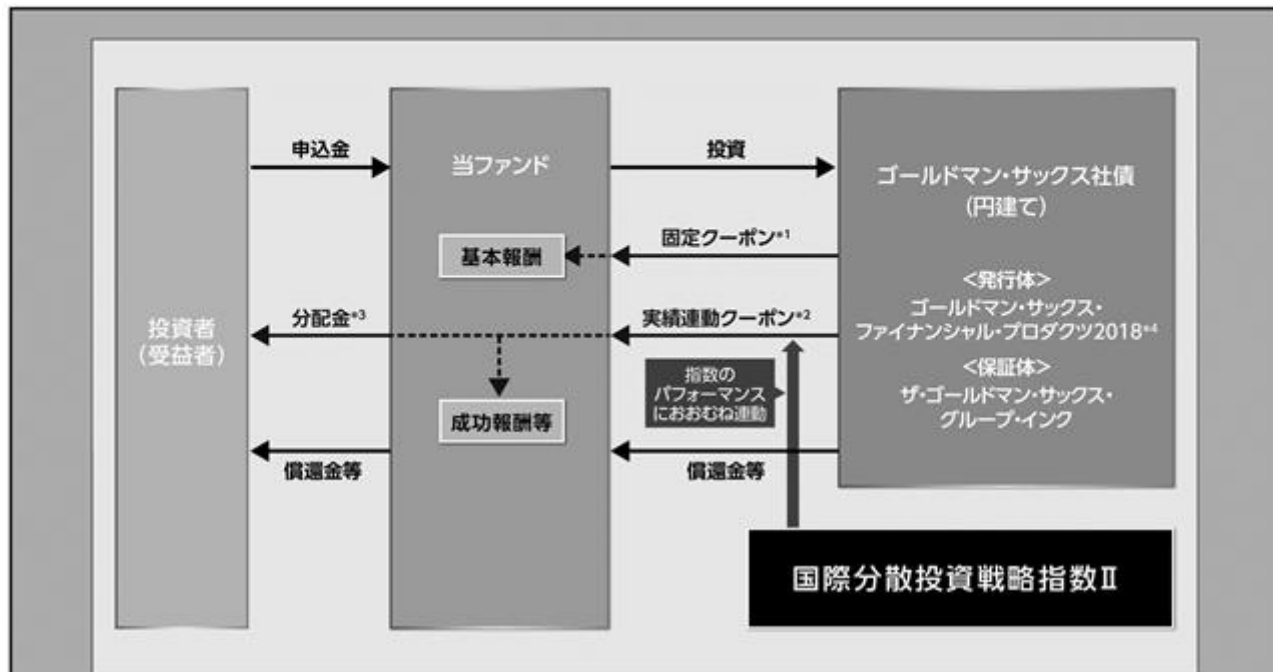 投資者
(受益者)
申込金
分配金*3
償還金等
当ファンド
基本報酬
成功報酬等
投資
固定クーポン*1
実績連動クーポン*2
指数の
パフォーマンス
におおむね連動
償還金等
ゴールドマン・サックス社債
(円建て)
<発行体>
ゴールドマン・サックス・
ファイナンシャル・プロダクツ2018*4
<保証体>
ザ・ゴールドマン・サックス・
グループ・インク
国際分散投資戦略指数Ⅱ